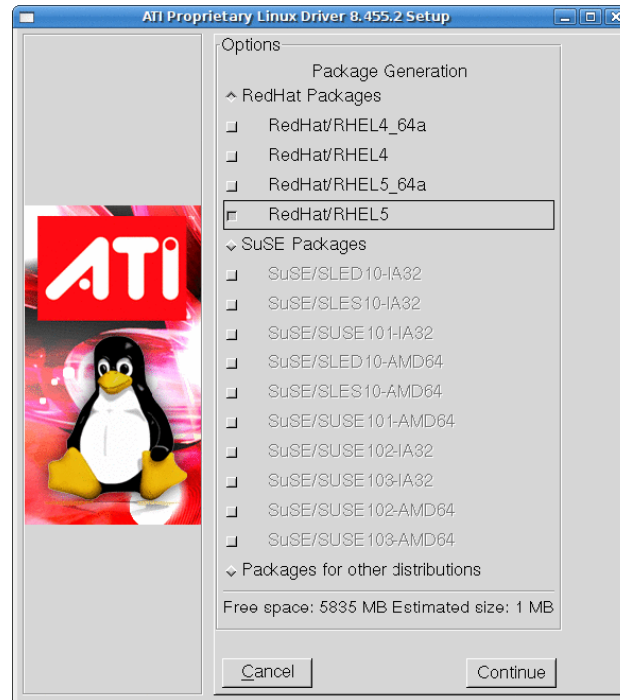 ATI Proprietary Linux Driver 8.455.2 Setup
Options
Package Generation
RedHat Packages
RedHat/RHEL4_64a
RedHat/RHEL4
RedHat/RHEL5_64a
RedHat/RHEL5
SuSE Packages
SuSE/SLED10-IA32
SuSE/SLES10-IA32
SuSE/SUSE101-IA32
SuSE/SLED10-AMD64
SuSE/SLES10-AMD64
SuSE/SUSE101-AMD64
SuSE/SUSE102-IA32
SuSE/SUSE103-IA32
SuSE/SUSE102-AMD64
SuSE/SUSE103-AMD64
Packages for other distributions
Free space: 5835 MB Estimated size: 1 MB
ATI
Cancel
Continue